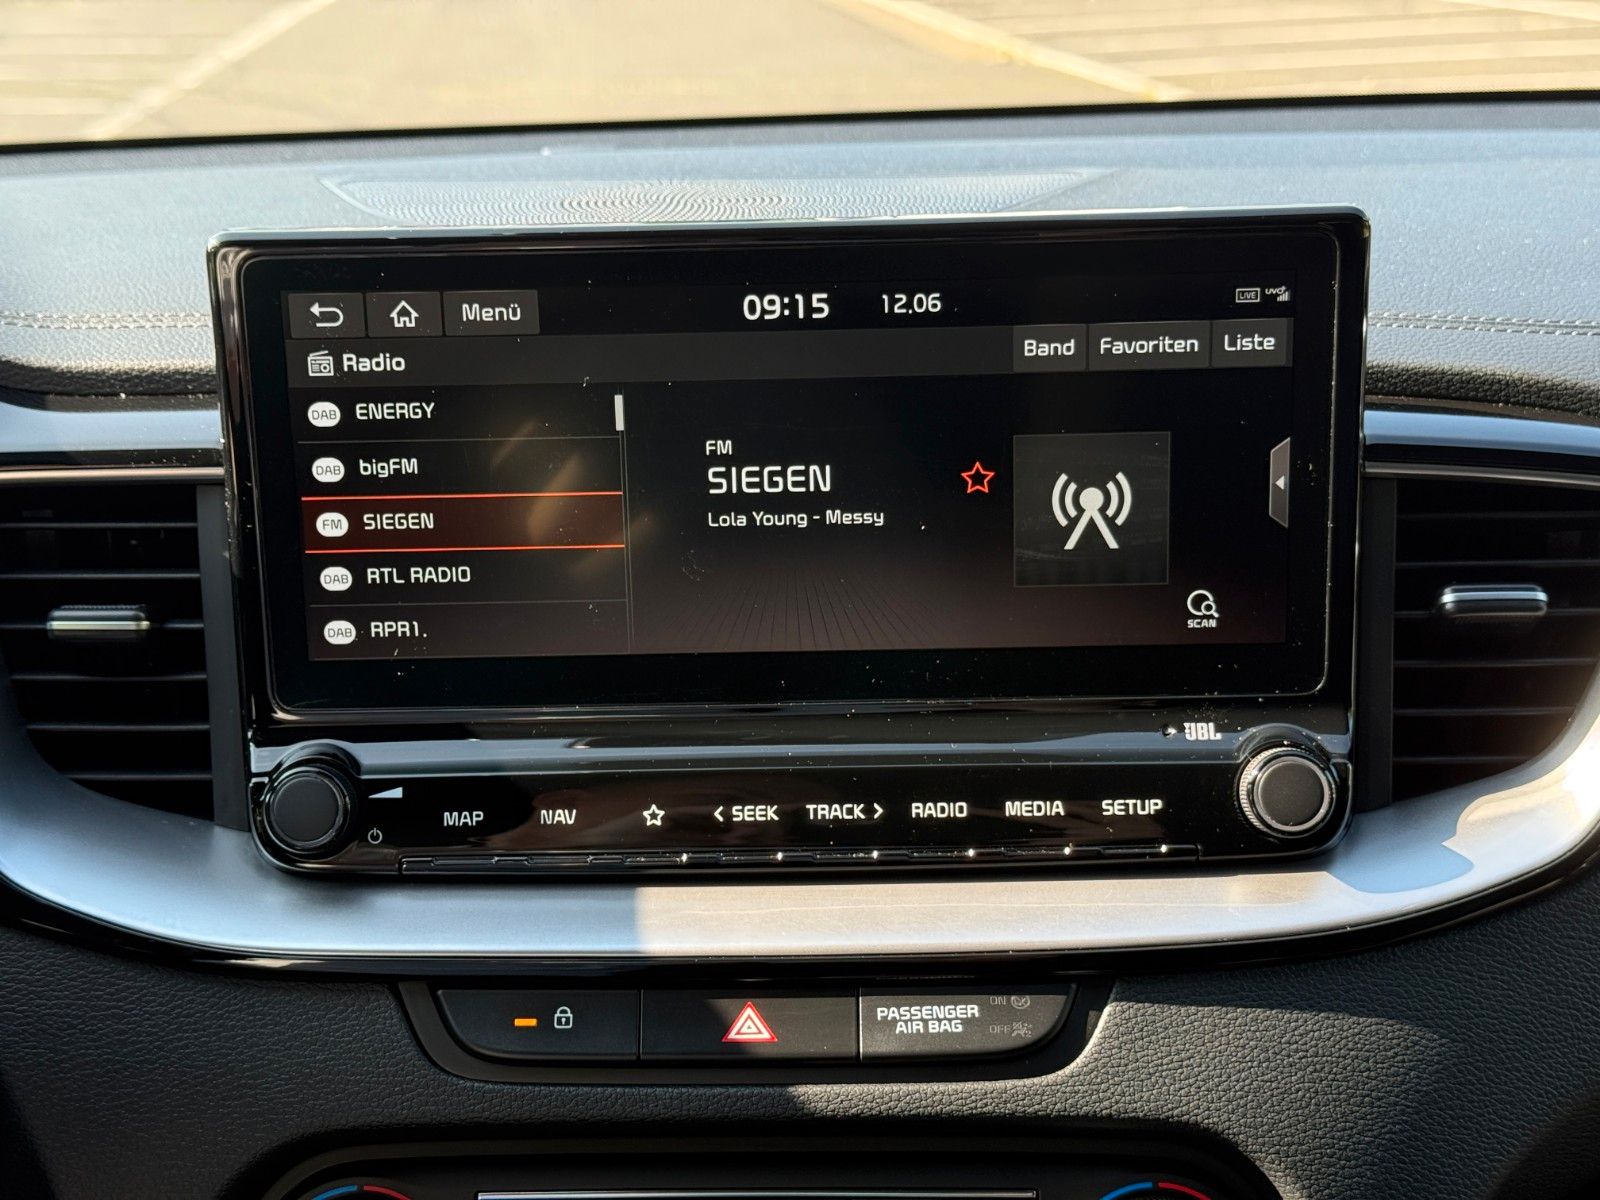 Menü
09:15
12.06
LIVE
UVO
Radio
Band
Favoriten
Liste
DAB ENERGY
DAB bigFM
FM SIEGEN
DAB RTL RADIO
DAB RPR1.
FM
SIEGEN
Lola Young - Messy
SCAN
JBL
MAP
NAV
< SEEK
TRACK >
RADIO
MEDIA
SETUP
PASSENGER
AIR BAG
ON
OFF